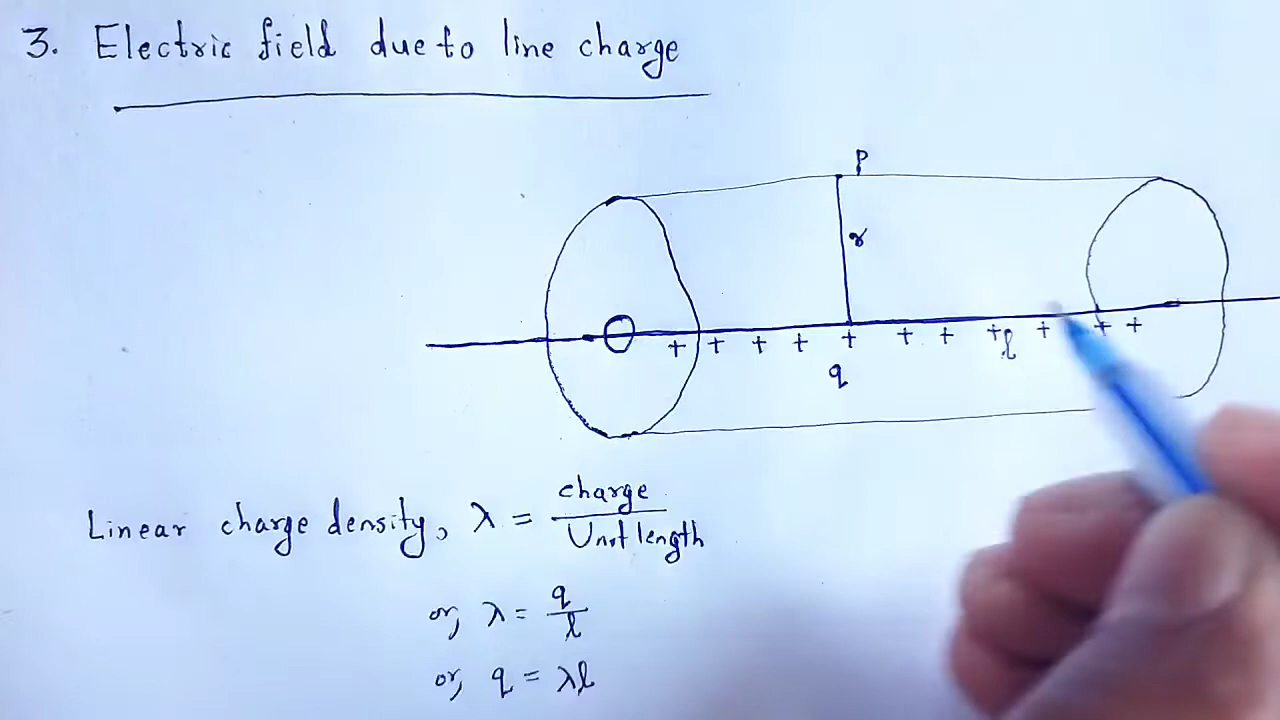 3. Electric field due to line charge
P
r
+ + + + + + + + + + +
l
q
Linear charge density, λ = charge / Unit length
or, λ = q / l
or, q = λl